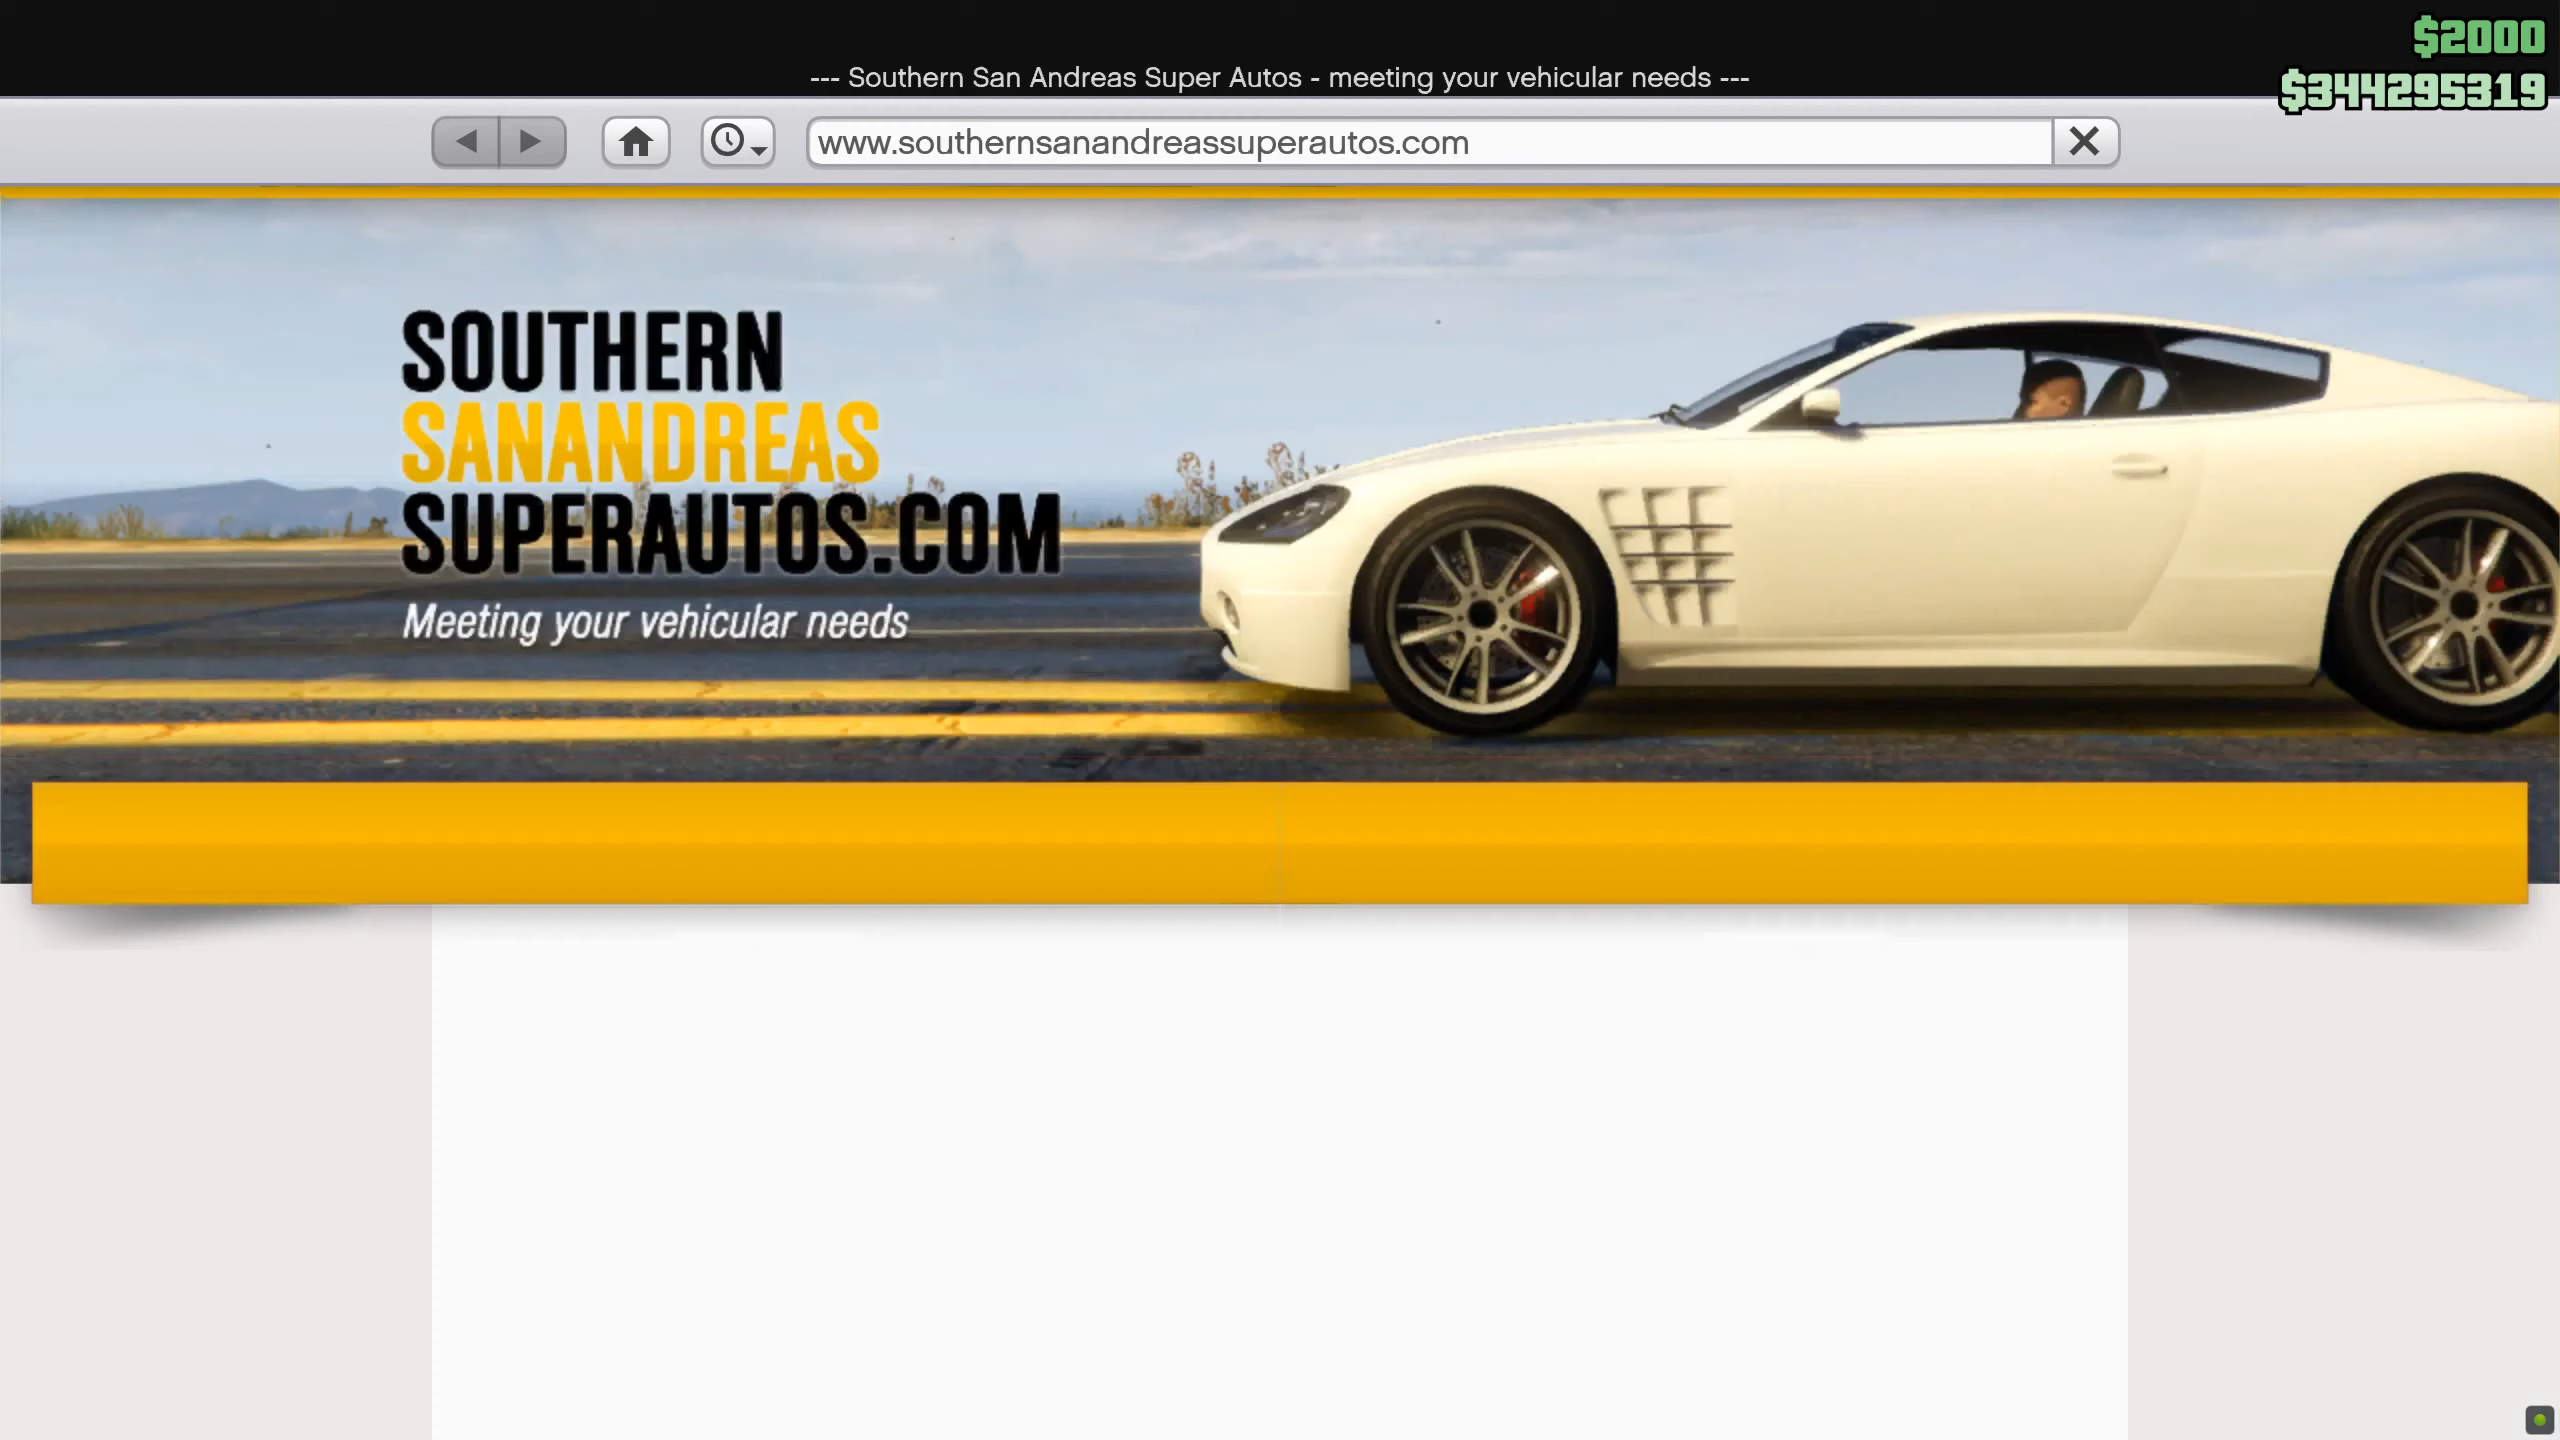 $2000
--- Southern San Andreas Super Autos - meeting your vehicular needs ---
$344295319
www.southernsanandreassuperautos.com
SOUTHERN
SANANDREAS
SUPERAUTOS.COM
Meeting your vehicular needs